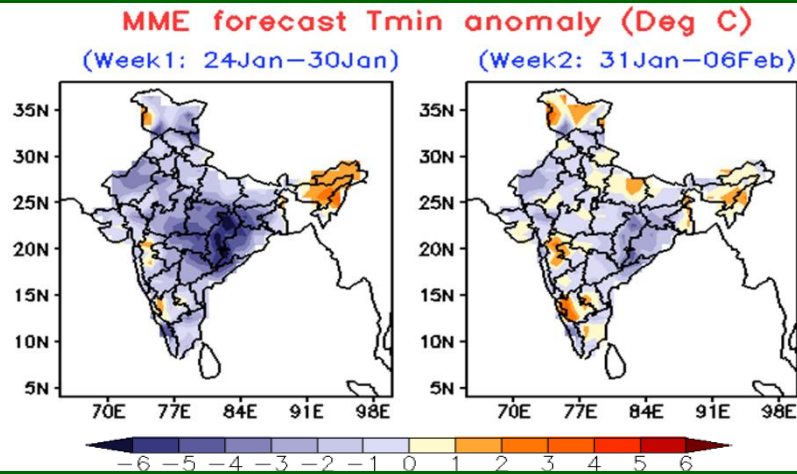 MME forecast Tmin anomaly (Deg C)
(Week1: 24Jan–30Jan) (Week2: 31Jan–06Feb)
35N 35N
30N 30N
25N 25N
20N 20N
15N 15N
10N 10N
5N 5N
70E 77E 84E 91E 98E 70E 77E 84E 91E 98E
-6 -5 -4 -3 -2 -1 0 1 2 3 4 5 6